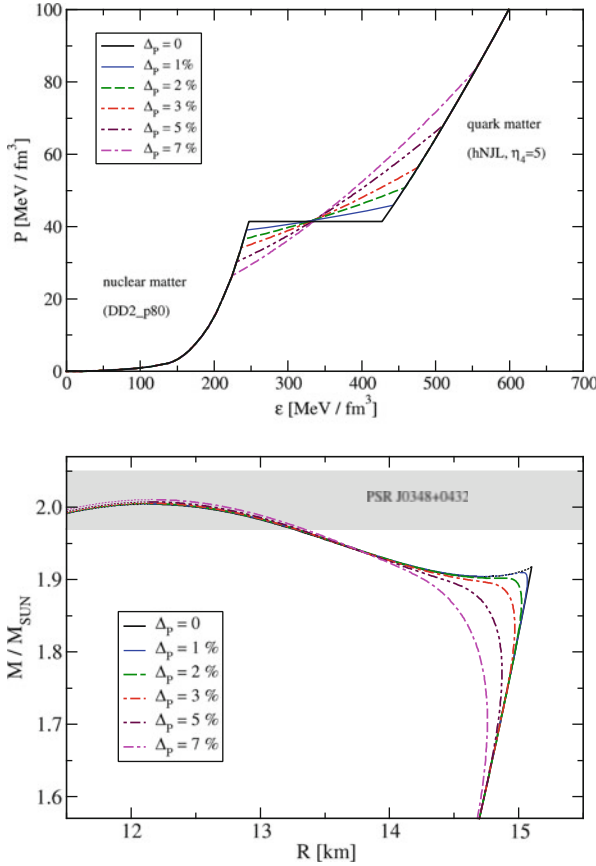 100
80
60
40
20
0
P [MeV / fm³]
Δ_P = 0
Δ_P = 1%
Δ_P = 2 %
Δ_P = 3 %
Δ_P = 5 %
Δ_P = 7 %
quark matter
(hNJL, η₄=5)
nuclear matter
(DD2_p80)
0 100 200 300 400 500 600 700
ε [MeV / fm³]
2.0
1.9
1.8
1.7
1.6
M / M_SUN
PSR J0348+0432
Δ_P = 0
Δ_P = 1 %
Δ_P = 2 %
Δ_P = 3 %
Δ_P = 5 %
Δ_P = 7 %
12 13 14 15
R [km]